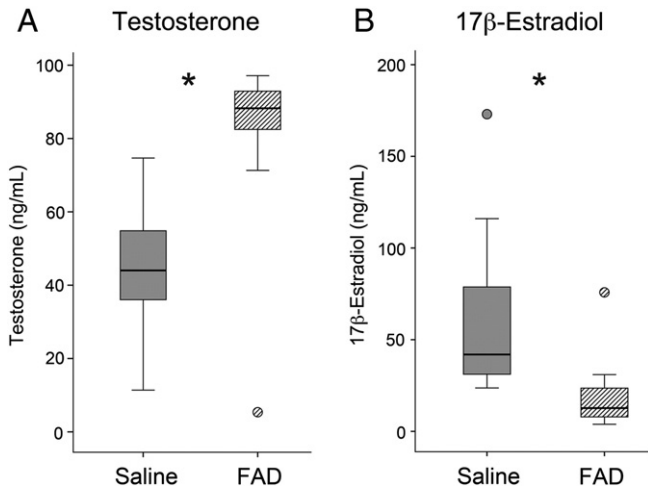 A Testosterone
Testosterone (ng/mL)
100
80
60
40
20
0
*
Saline FAD
B 17β-Estradiol
17β-Estradiol (ng/mL)
200
150
100
50
0
*
Saline FAD